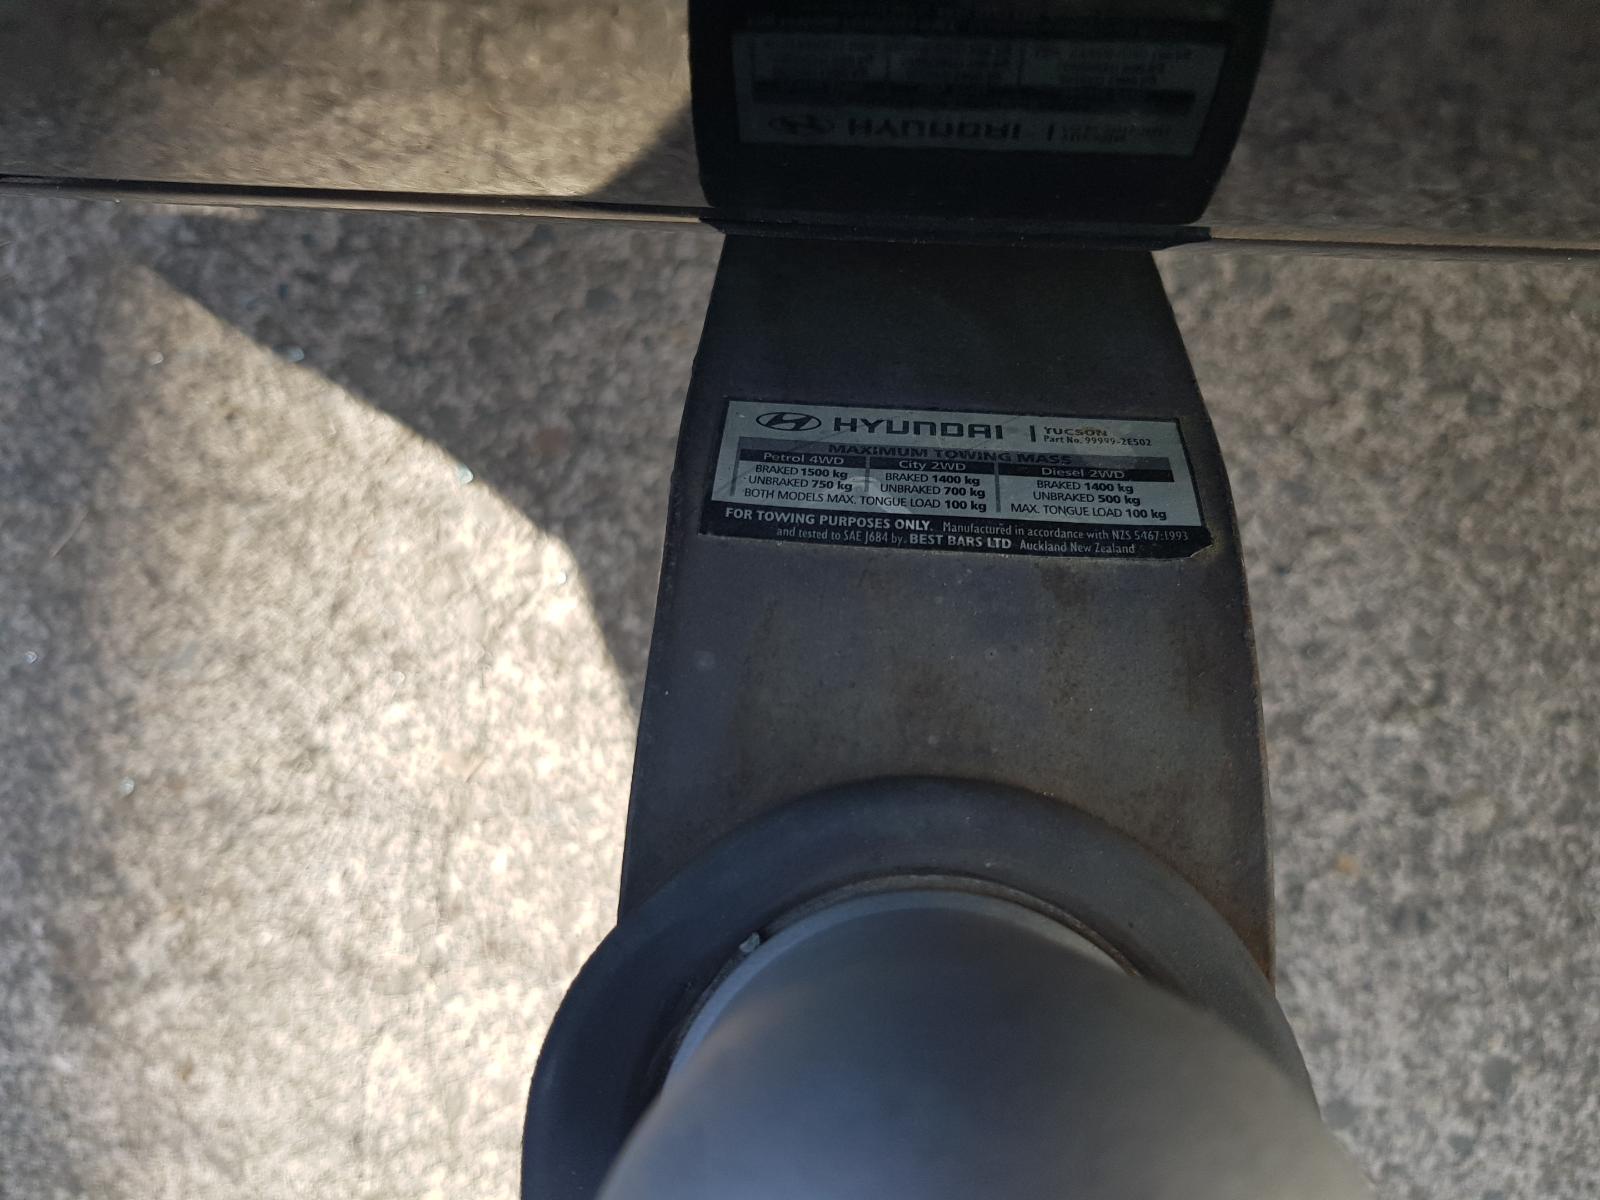 HYUNDAI | YUCSON
Part No. 99999-2E502
MAXIMUM TOWING MASS
Petrol 4WD City 2WD Diesel 2WD
BRAKED 1500 kg BRAKED 1400 kg BRAKED 1400 kg
UNBRAKED 750 kg UNBRAKED 700 kg UNBRAKED 500 kg
BOTH MODELS MAX. TONGUE LOAD 100 kg MAX. TONGUE LOAD 100 kg
FOR TOWING PURPOSES ONLY. Manufactured in accordance with NZS 5467:1993
and tested to SAE J684 by BEST BARS LTD Auckland New Zealand